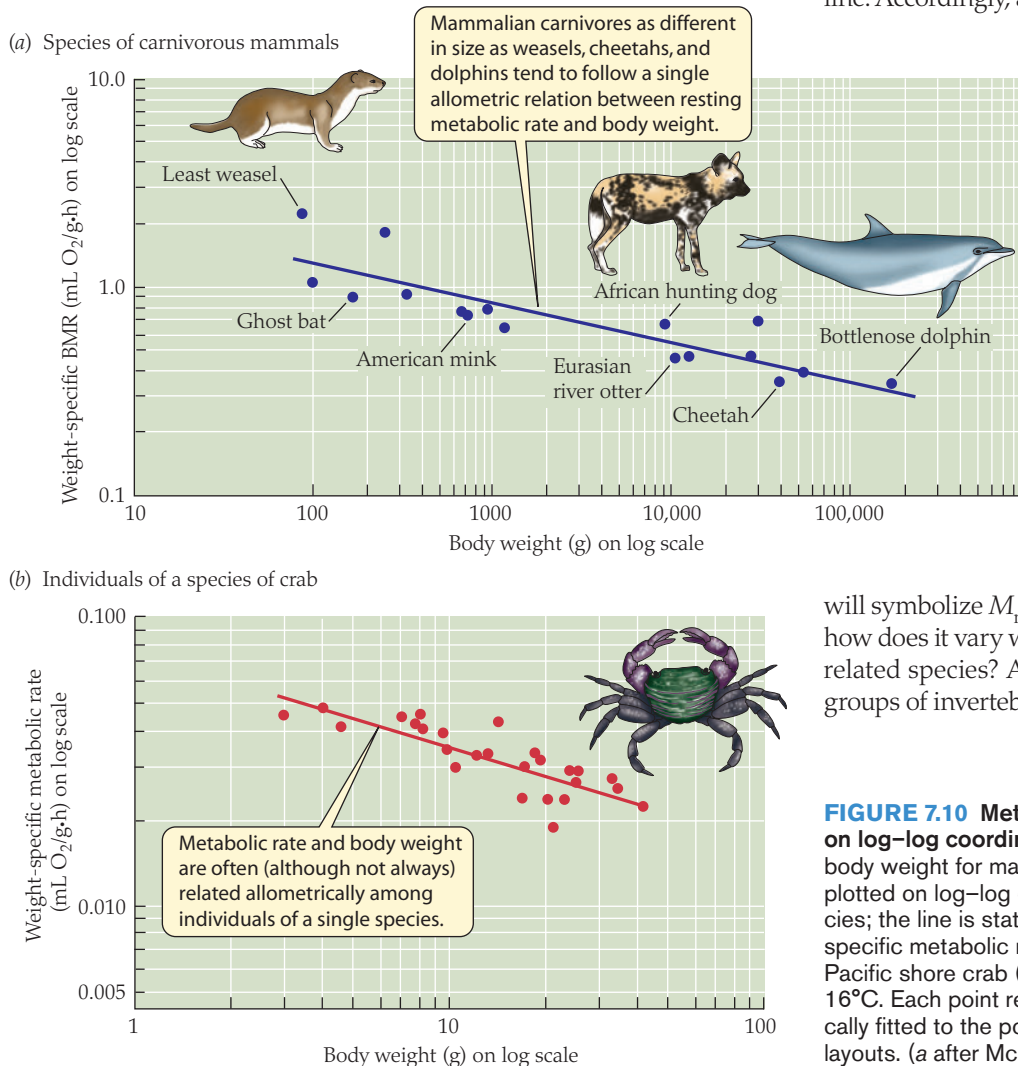 line. Accordingly, a
(a) Species of carnivorous mammals
Mammalian carnivores as different
in size as weasels, cheetahs, and
dolphins tend to follow a single
allometric relation between resting
metabolic rate and body weight.
Weight-specific BMR (mL O₂/g•h) on log scale
10.0
1.0
0.1
Least weasel
Ghost bat
American mink
African hunting dog
Eurasian
river otter
Cheetah
Bottlenose dolphin
10
100
1000
10,000
100,000
Body weight (g) on log scale
(b) Individuals of a species of crab
Weight-specific metabolic rate
(mL O₂/g•h) on log scale
0.100
0.010
0.005
Metabolic rate and body weight
are often (although not always)
related allometrically among
individuals of a single species.
1
10
100
Body weight (g) on log scale
will symbolize M
how does it vary w
related species? A
groups of inverteb
FIGURE 7.10 Met
on log–log coordin
body weight for ma
plotted on log–log
cies; the line is stat
specific metabolic r
Pacific shore crab (
16°C. Each point re
cally fitted to the po
layouts. (a after Mc